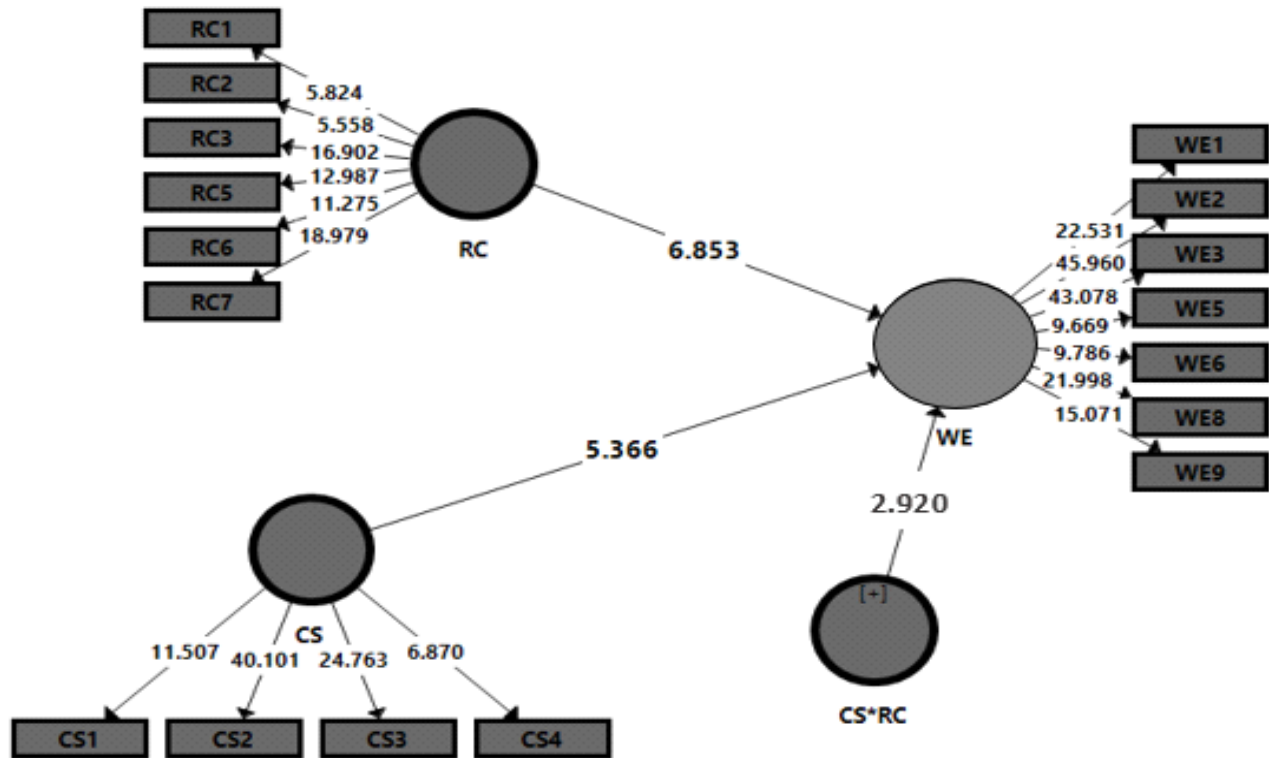 RC1
RC2
RC3
RC5
RC6
RC7
5.824
5.558
16.902
12.987
11.275
18.979
RC
6.853
WE1
WE2
WE3
WE5
WE6
WE8
WE9
22.531
45.960
43.078
9.669
9.786
21.998
15.071
WE
5.366
2.920
[+]
CS*RC
CS
11.507
40.101
24.763
6.870
CS1
CS2
CS3
CS4